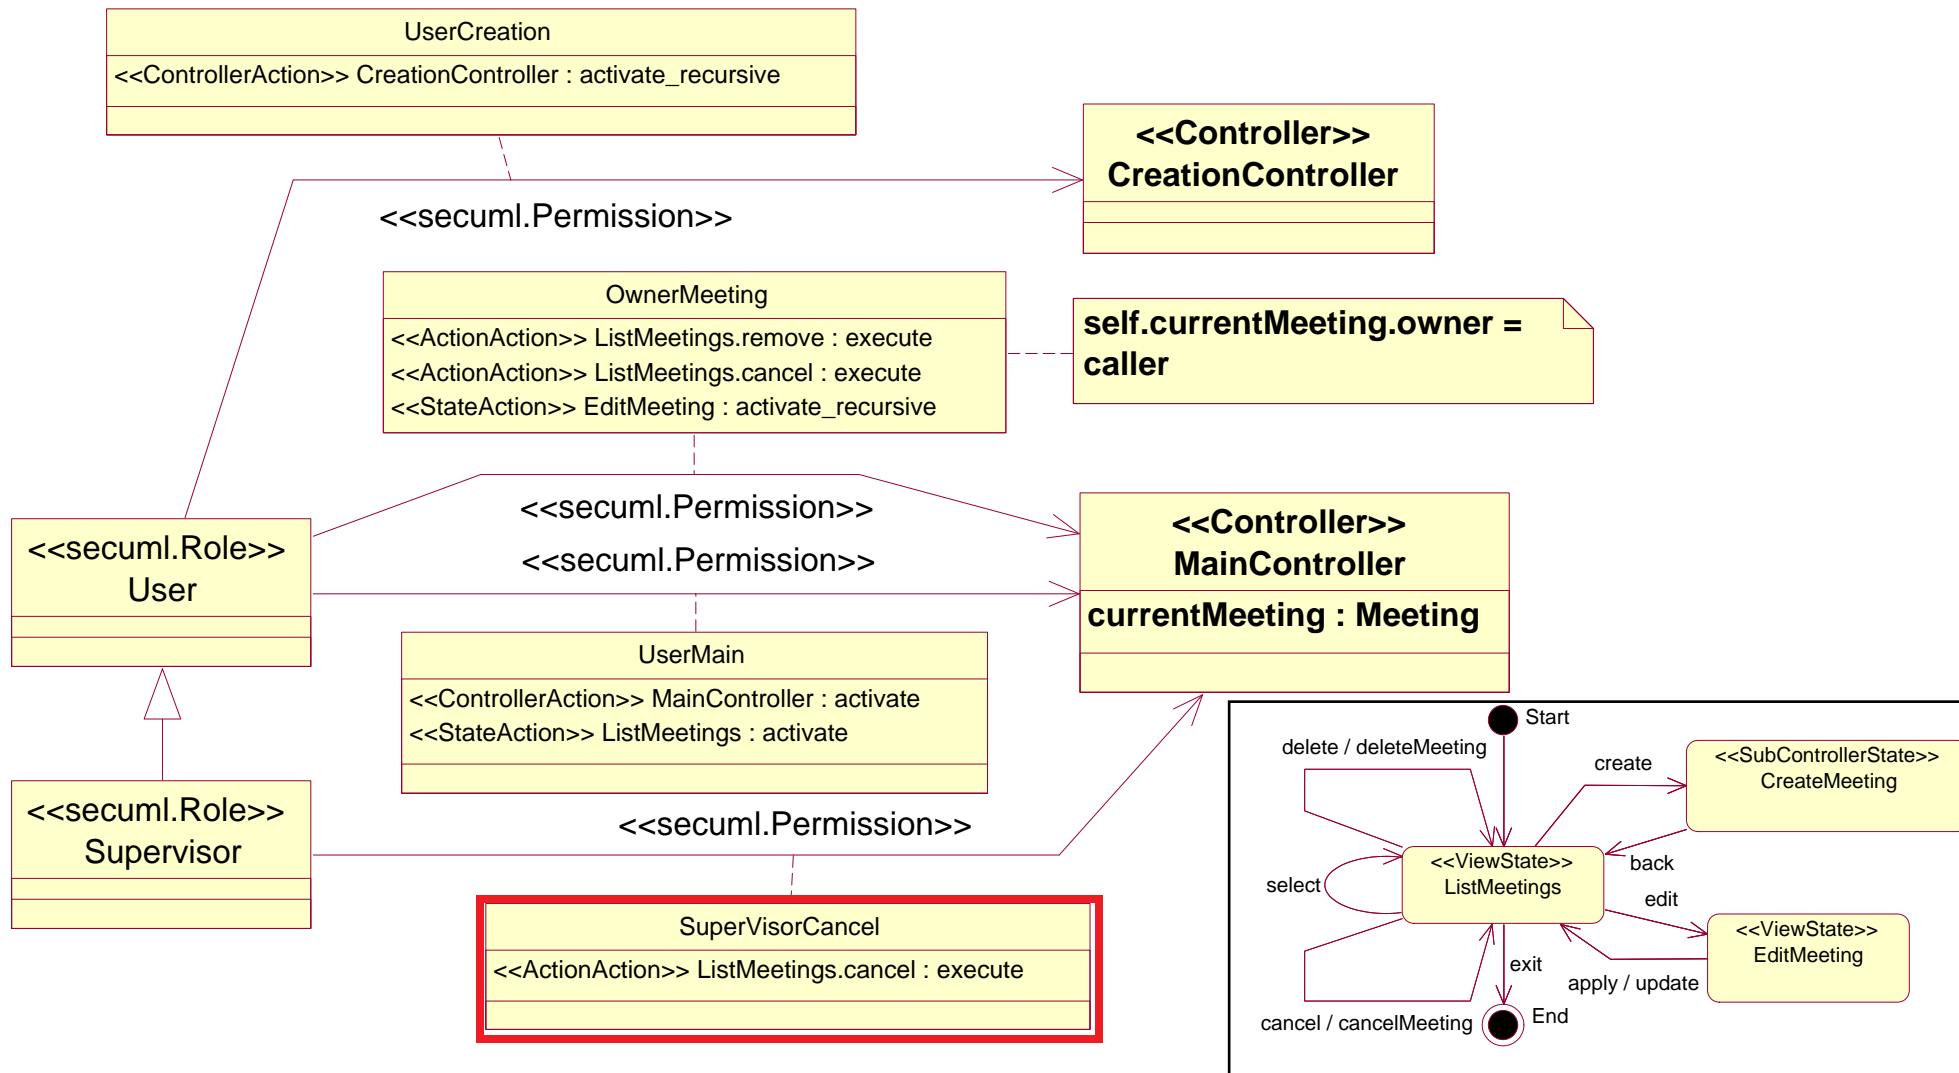 UserCreation
<<ControllerAction>> CreationController : activate_recursive
<<Controller>>
CreationController
<<secuml.Permission>>
OwnerMeeting
<<ActionAction>> ListMeetings.remove : execute
<<ActionAction>> ListMeetings.cancel : execute
<<StateAction>> EditMeeting : activate_recursive
self.currentMeeting.owner =
caller
<<secuml.Permission>>
<<secuml.Role>>
User
<<secuml.Permission>>
<<Controller>>
MainController
currentMeeting : Meeting
UserMain
<<ControllerAction>> MainController : activate
<<StateAction>> ListMeetings : activate
<<secuml.Role>>
Supervisor
<<secuml.Permission>>
SuperVisorCancel
<<ActionAction>> ListMeetings.cancel : execute
Start
delete / deleteMeeting
create
<<SubControllerState>>
CreateMeeting
back
<<ViewState>>
ListMeetings
select
edit
<<ViewState>>
EditMeeting
exit
apply / update
cancel / cancelMeeting
End